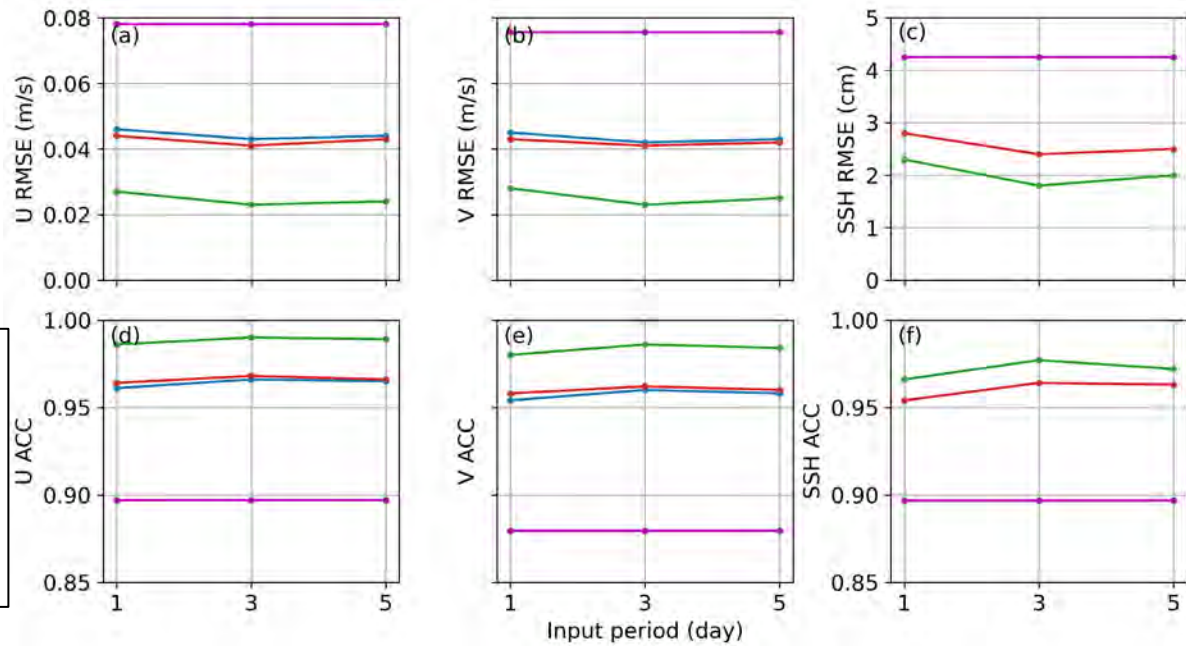 (a)
U RMSE (m/s)
0.08
0.06
0.04
0.02
0.00
(b)
V RMSE (m/s)
(c)
SSH RMSE (cm)
5
4
3
2
1
0
(d)
U ACC
1.00
0.95
0.90
0.85
1
3
5
(e)
V ACC
1
3
5
(f)
SSH ACC
1.00
0.95
0.90
0.85
1
3
5
Input period (day)